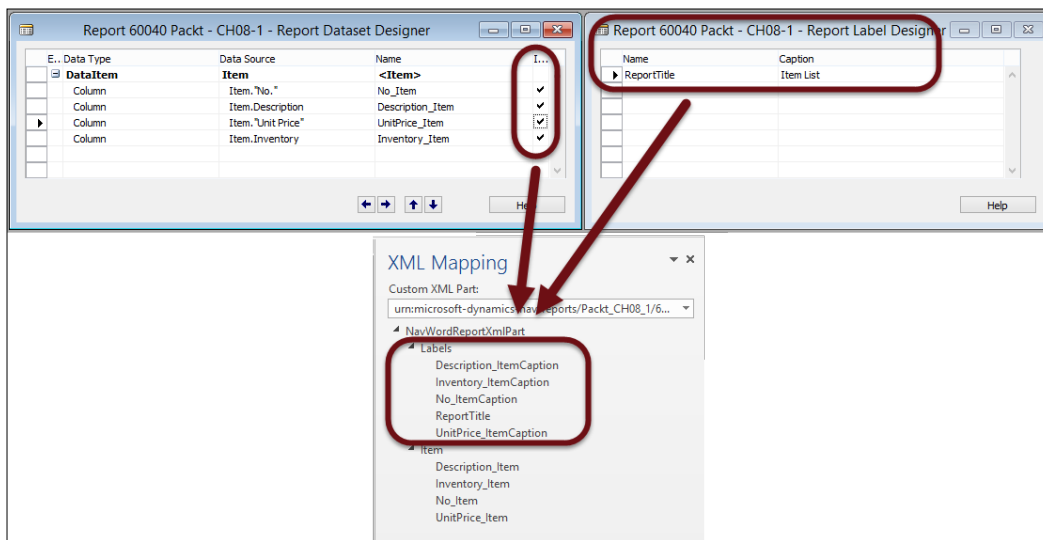 Report 60040 Packt - CH08-1 - Report Dataset Designer
E.. Data Type Data Source Name I...
DataItem Item <Item>
Column Item."No." No_Item
Column Item.Description Description_Item
Column Item."Unit Price" UnitPrice_Item
Column Item.Inventory Inventory_Item
Help
Report 60040 Packt - CH08-1 - Report Label Designer
Name Caption
ReportTitle Item List
Help
XML Mapping
Custom XML Part:
urn:microsoft-dynamics-nav/reports/Packt_CH08_1/6...
NavWordReportXmlPart
Labels
Description_ItemCaption
Inventory_ItemCaption
No_ItemCaption
ReportTitle
UnitPrice_ItemCaption
Item
Description_Item
Inventory_Item
No_Item
UnitPrice_Item